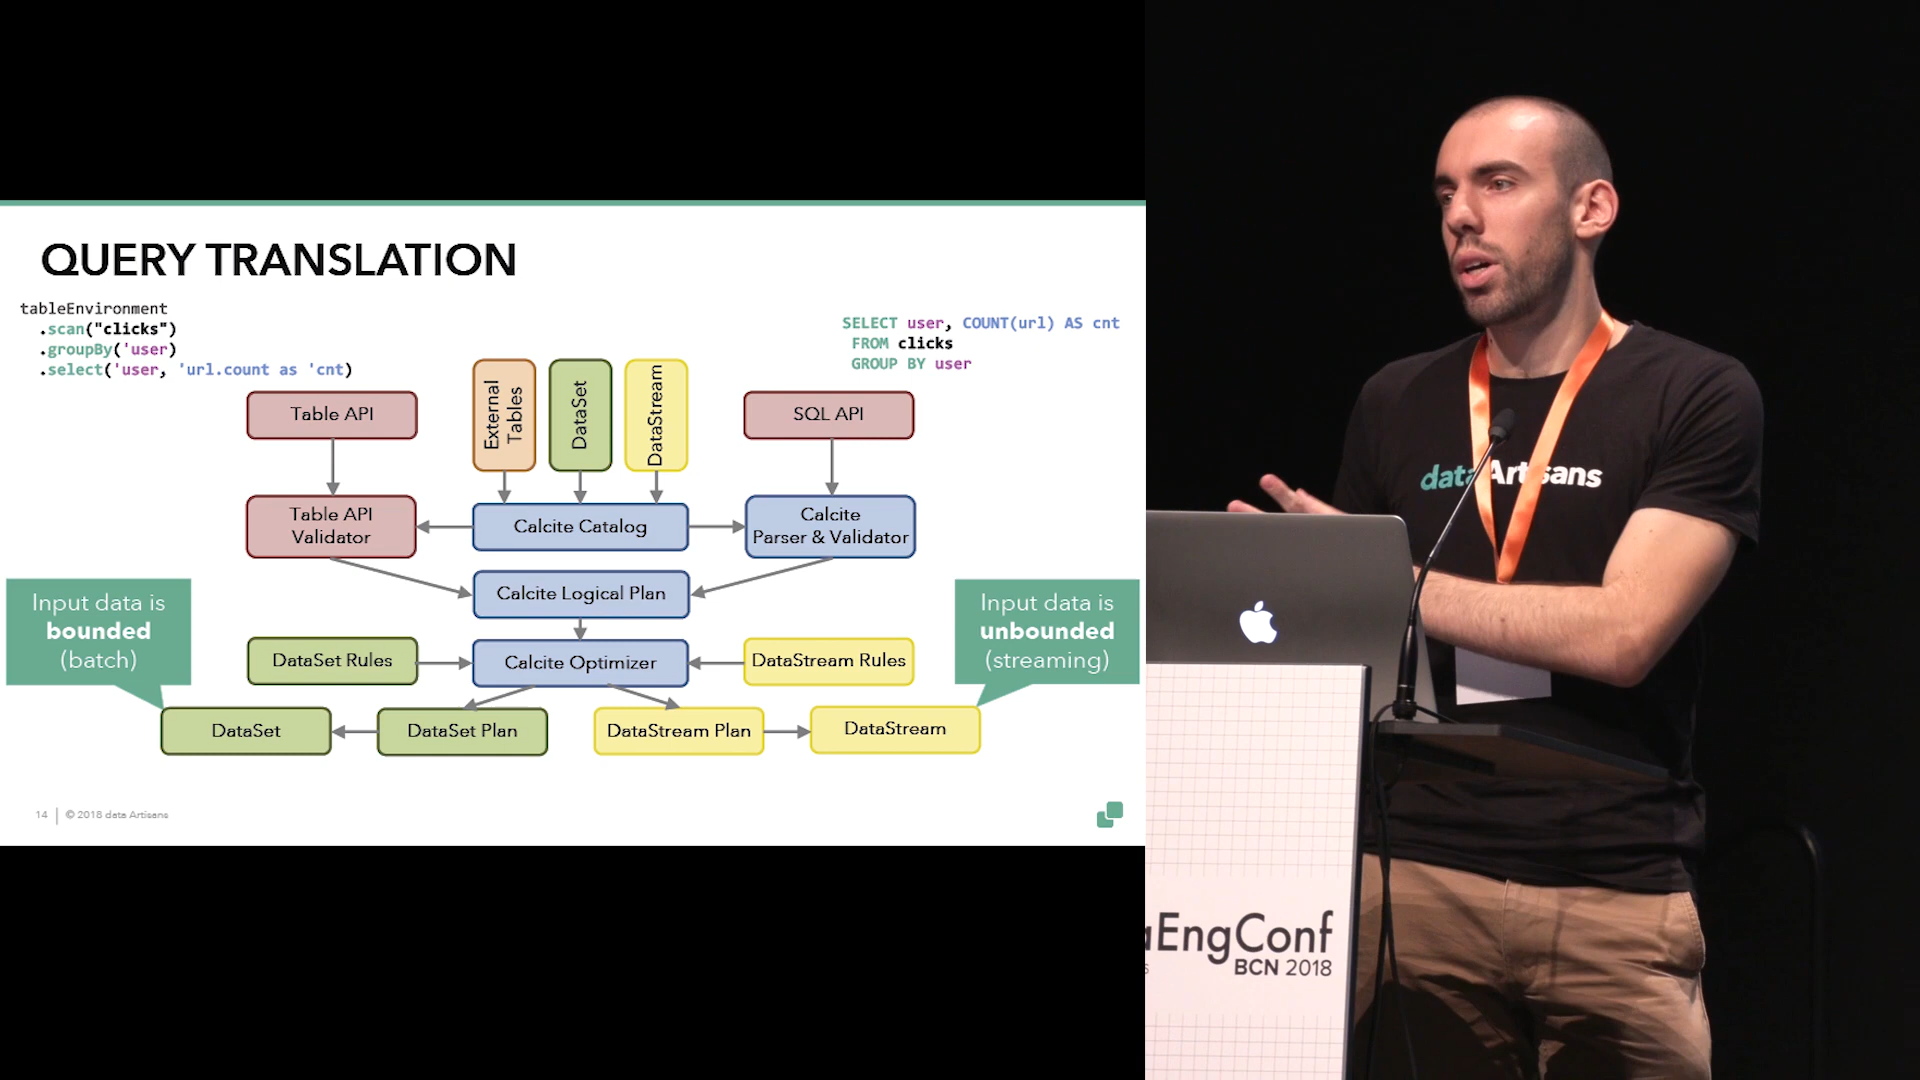 QUERY TRANSLATION
tableEnvironment
.scan("clicks")
.groupBy('user)
.select('user, 'url.count as 'cnt)
SELECT user, COUNT(url) AS cnt
FROM clicks
GROUP BY user
External
Tables
DataSet
DataStream
Table API
SQL API
Table API
Validator
Calcite Catalog
Calcite
Parser & Validator
Calcite Logical Plan
Input data is
bounded
(batch)
Input data is
unbounded
(streaming)
DataSet Rules
Calcite Optimizer
DataStream Rules
DataSet
DataSet Plan
DataStream Plan
DataStream
14 | © 2018 data Artisans
dataArtisans
aEngConf
BCN 2018